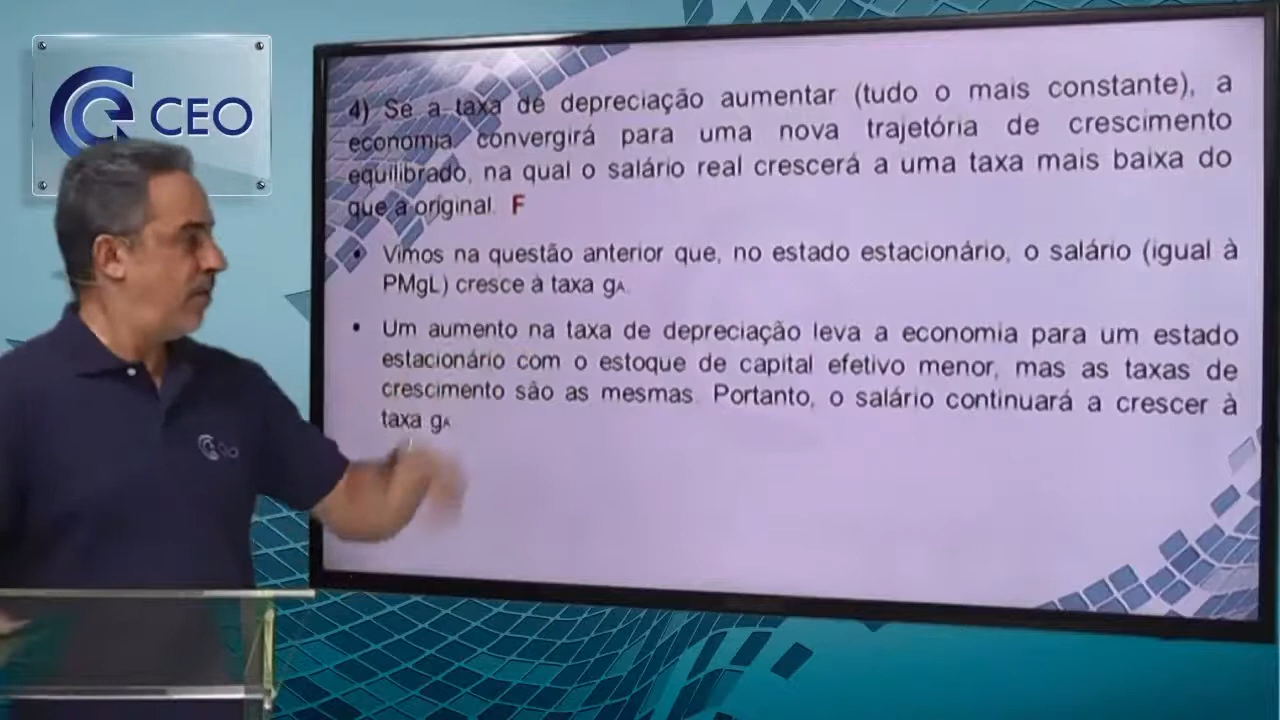 CEO
4) Se a taxa de depreciação aumentar (tudo o mais constante), a
economia convergirá para uma nova trajetória de crescimento
equilibrado, na qual o salário real crescerá a uma taxa mais baixa do
que a original. F
• Vimos na questão anterior que, no estado estacionário, o salário (igual à
PMgL) cresce à taxa gA.
• Um aumento na taxa de depreciação leva a economia para um estado
estacionário com o estoque de capital efetivo menor, mas as taxas de
crescimento são as mesmas. Portanto, o salário continuará a crescer à
taxa gA